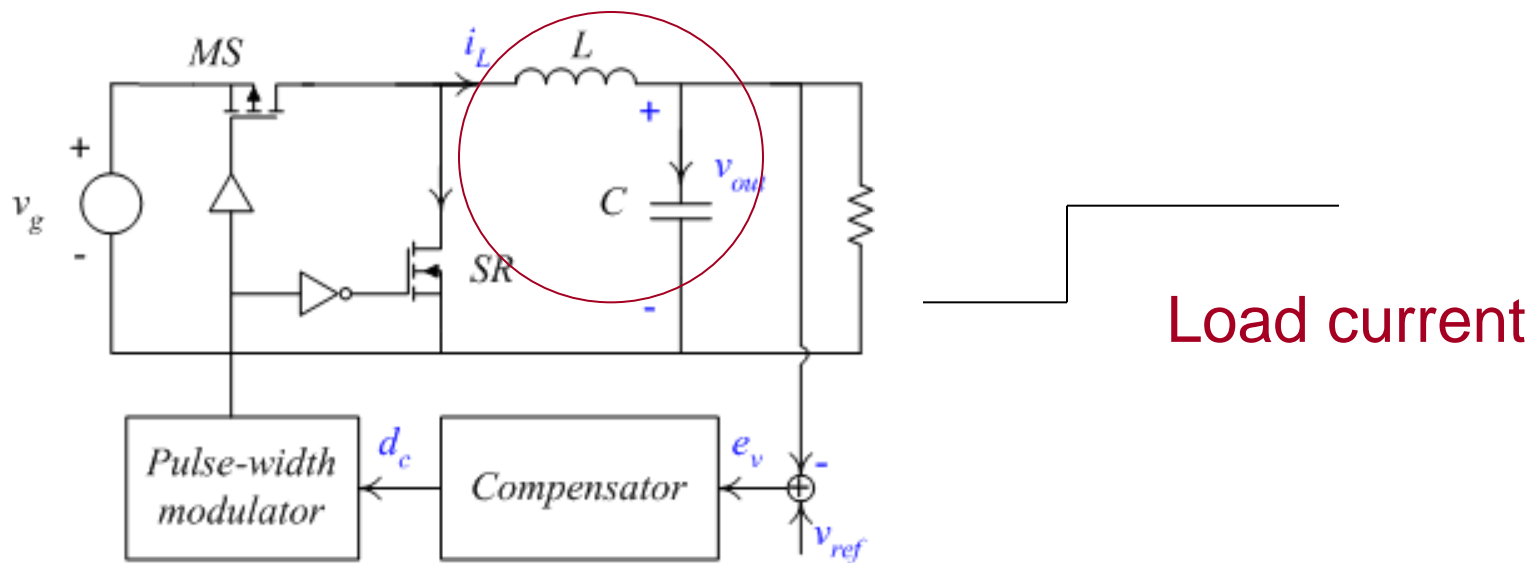 MS
i_L
L
+
+
v_g
v_out
C
-
SR
-
Load current
Pulse-width
modulator
d_c
Compensator
e_v
-
+
v_ref